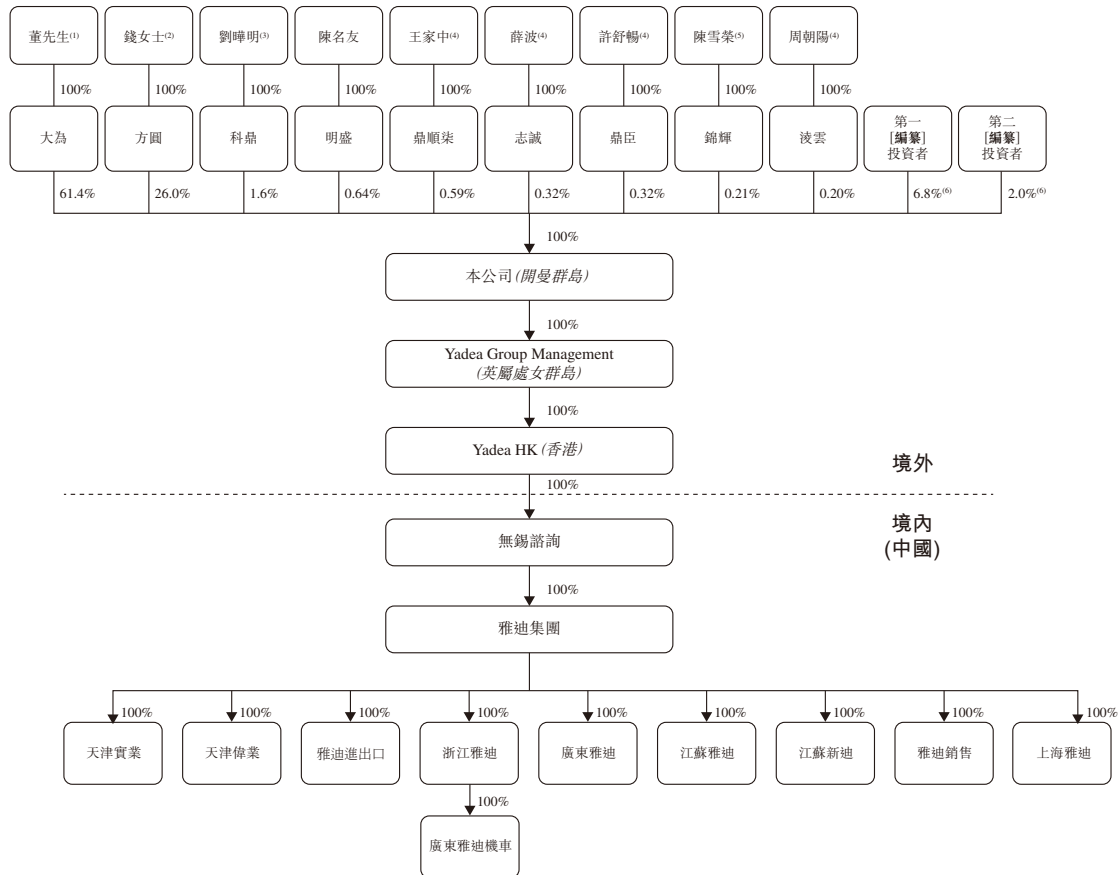 董先生(1)
錢女士(2)
劉曄明(3)
陳名友
王家中(4)
薛波(4)
許舒暢(4)
陳雪榮(5)
周朝陽(4)
100%
100%
100%
100%
100%
100%
100%
100%
100%
大為
方圓
科鼎
明盛
鼎順柒
志誠
鼎臣
錦輝
淩雲
第一
[編纂]
投資者
第二
[編纂]
投資者
61.4%
26.0%
1.6%
0.64%
0.59%
0.32%
0.32%
0.21%
0.20%
6.8%(6)
2.0%(6)
100%
本公司(開曼群島)
100%
Yadea Group Management
(英屬處女群島)
100%
Yadea HK (香港)
境外
100%
境內
(中國)
無錫諮詢
100%
雅迪集團
100%
100%
100%
100%
100%
100%
100%
100%
100%
天津實業
天津偉業
雅迪進出口
浙江雅迪
廣東雅迪
江蘇雅迪
江蘇新迪
雅迪銷售
上海雅迪
100%
廣東雅迪機車